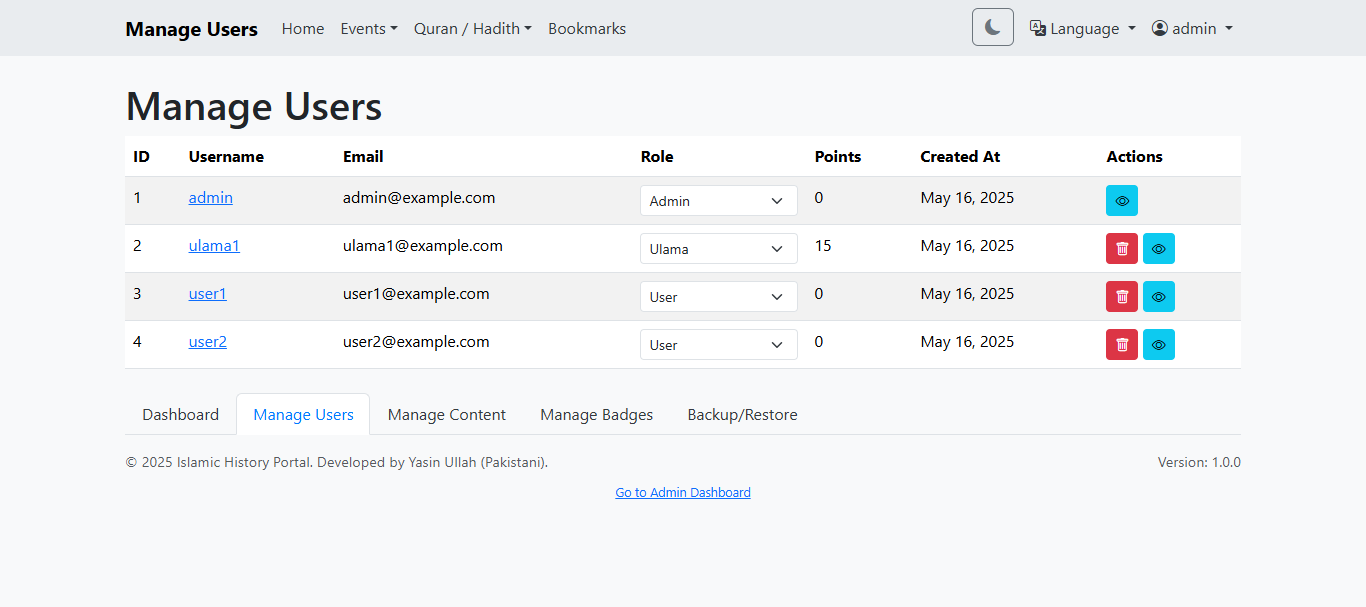 Manage Users Home Events Quran / Hadith Bookmarks Language admin
Manage Users
ID Username Email Role Points Created At Actions
1 admin admin@example.com Admin 0 May 16, 2025
2 ulama1 ulama1@example.com Ulama 15 May 16, 2025
3 user1 user1@example.com User 0 May 16, 2025
4 user2 user2@example.com User 0 May 16, 2025
Dashboard Manage Users Manage Content Manage Badges Backup/Restore
© 2025 Islamic History Portal. Developed by Yasin Ullah (Pakistani). Version: 1.0.0
Go to Admin Dashboard